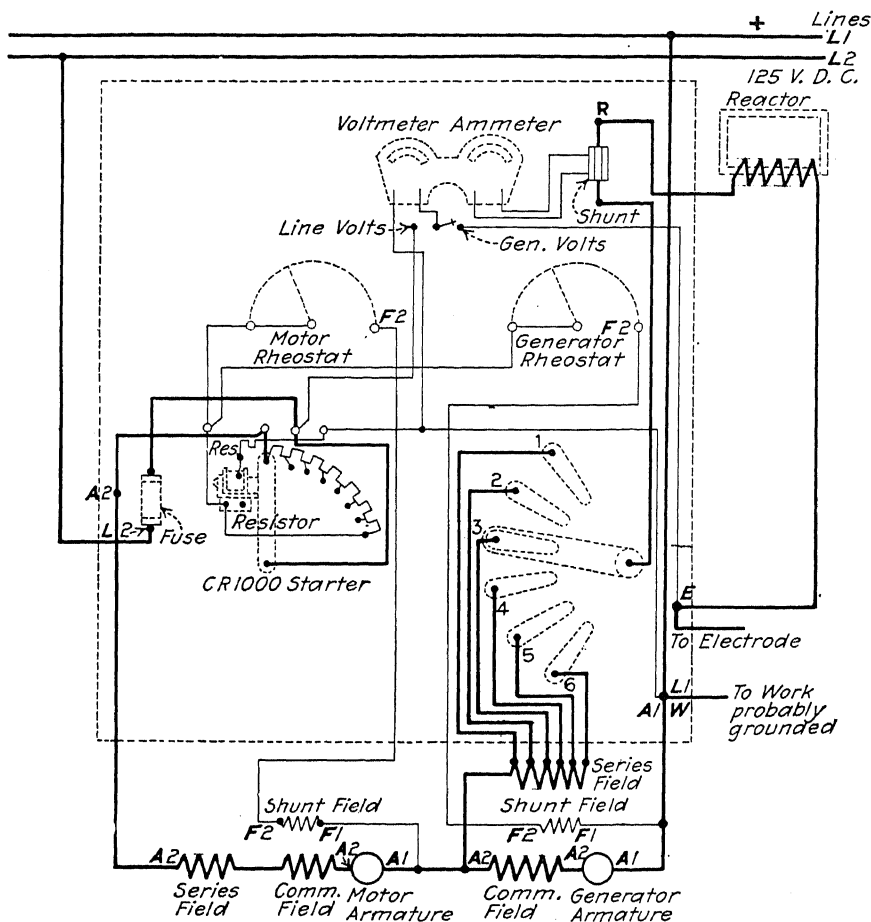 + Lines
L1
L2
125 V. D. C.
Reactor
R
Voltmeter Ammeter
Shunt
Line Volts
Gen. Volts
F2
F2
Motor
Rheostat
Generator
Rheostat
1
Res.
2
A2
3
L2
Fuse
Resistor
CR1000 Starter
4
E
To Electrode
5
6
L1
A1 W
To Work
probably
grounded
Series
Field
Shunt Field
Shunt Field
F2 F1
F2 F1
A2
A2 A1
A2
A2 A1
Series
Field
Comm.
Field
Motor
Armature
Comm.
Field
Generator
Armature